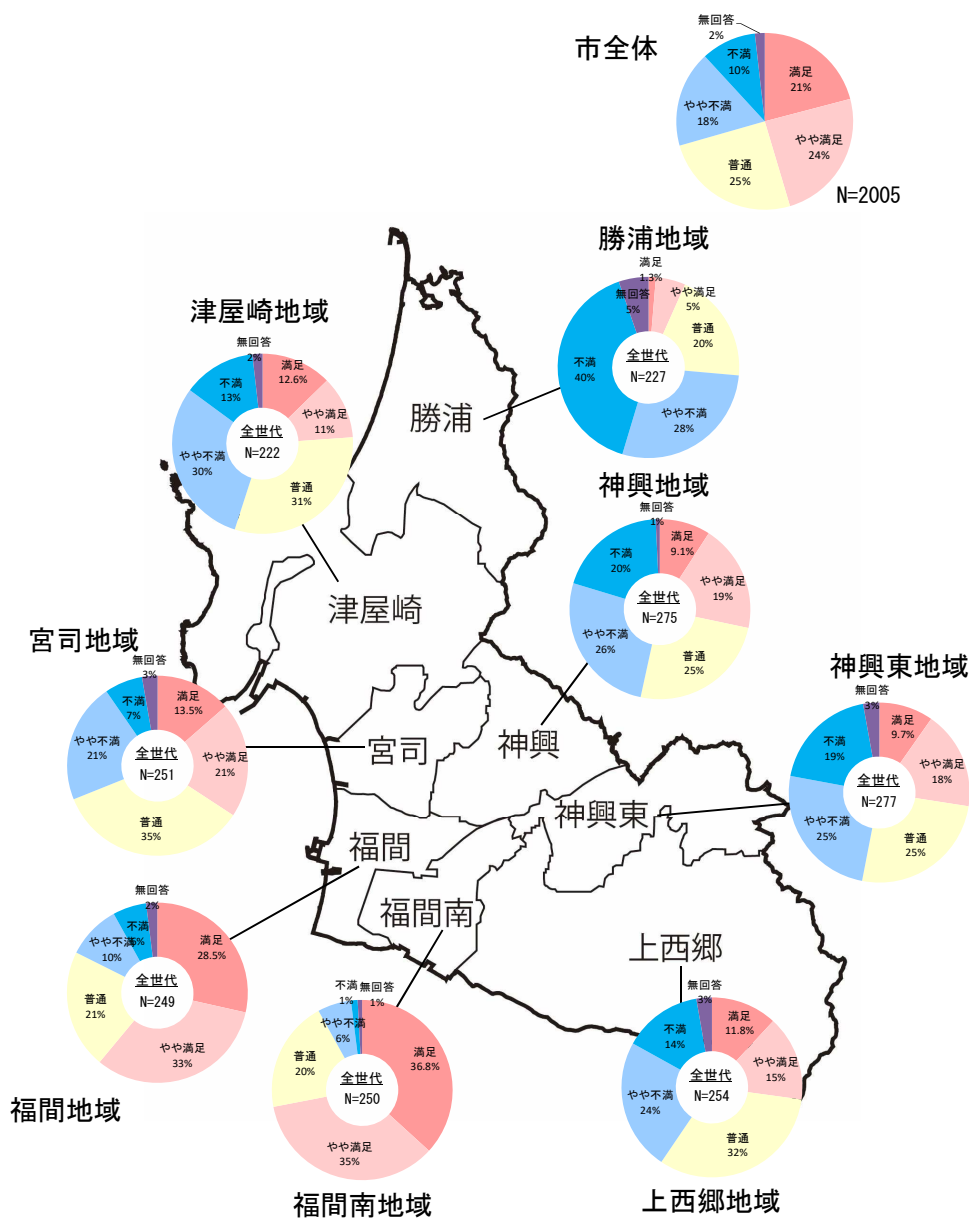 市全体
無回答
2%
不満
10%
満足
21%
やや不満
18%
やや満足
24%
普通
25%
N=2005
勝浦地域
満足
1.3%
無回答
5%
やや満足
5%
普通
20%
不満
40%
全世代
N=227
やや不満
28%
津屋崎地域
無回答
2%
満足
12.6%
不満
13%
やや満足
11%
全世代
N=222
やや不満
30%
普通
31%
勝浦
神興地域
無回答
1%
満足
9.1%
不満
20%
やや満足
19%
全世代
N=275
やや不満
26%
普通
25%
津屋崎
宮司地域
無回答
3%
満足
13.5%
不満
7%
やや不満
21%
やや満足
21%
全世代
N=251
普通
35%
宮司
神興
神興東地域
無回答
3%
満足
9.7%
不満
19%
やや満足
18%
全世代
N=277
やや不満
25%
普通
25%
神興東
福間
福間南
上西郷
無回答
2%
不満
やや不満
10%
満足
28.5%
普通
21%
全世代
N=249
やや満足
33%
福間地域
不満
1%
無回答
1%
やや不満
6%
満足
36.8%
普通
20%
全世代
N=250
やや満足
35%
福間南地域
無回答
3%
満足
11.8%
不満
14%
やや満足
15%
全世代
N=254
やや不満
24%
普通
32%
上西郷地域